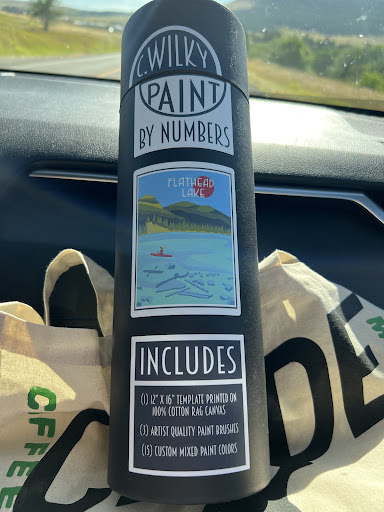 C.WILKY
PAINT
BY NUMBERS
FLATHEAD
LAKE
INCLUDES
(1) 12" X 16" TEMPLATE PRINTED ON
100% COTTON RAG CANVAS
(3) ARTIST QUALITY PAINT BRUSHES
(15) CUSTOM MIXED PAINT COLORS